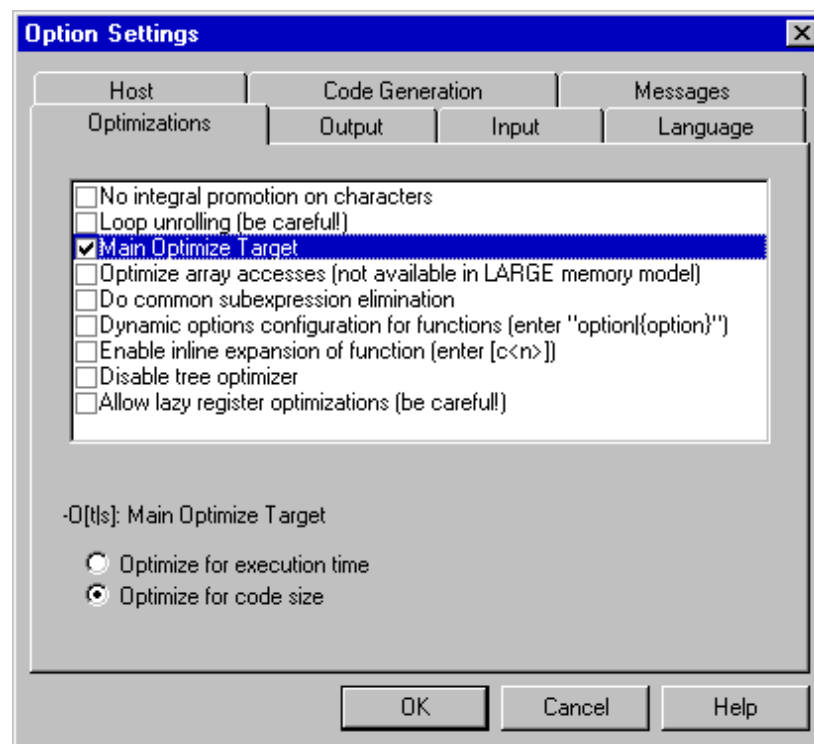 Option Settings
Host Code Generation Messages
Optimizations Output Input Language
No integral promotion on characters
Loop unrolling (be careful!)
Main Optimize Target
Optimize array accesses (not available in LARGE memory model)
Do common subexpression elimination
Dynamic options configuration for functions (enter "option|{option}")
Enable inline expansion of function (enter [c<n>])
Disable tree optimizer
Allow lazy register optimizations (be careful!)
-O[t|s]: Main Optimize Target
Optimize for execution time
Optimize for code size
OK Cancel Help